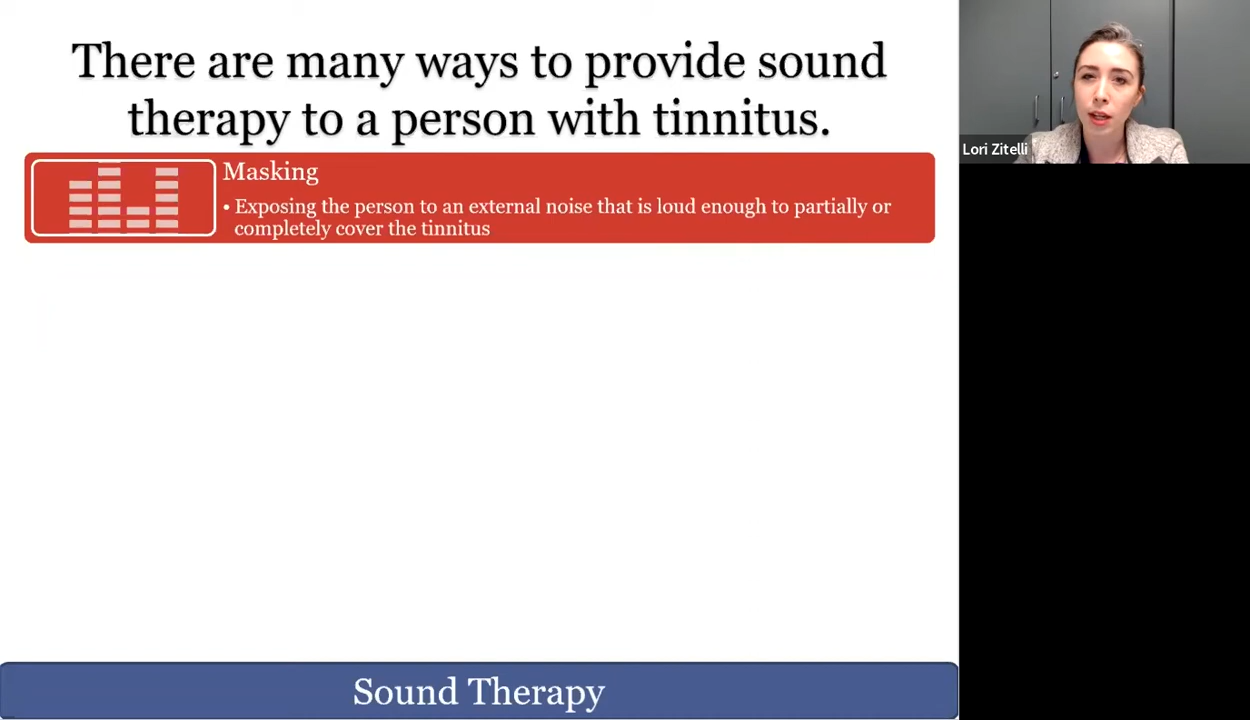 There are many ways to provide sound
therapy to a person with tinnitus.
Masking
• Exposing the person to an external noise that is loud enough to partially or
completely cover the tinnitus
Sound Therapy
Lori Zitelli